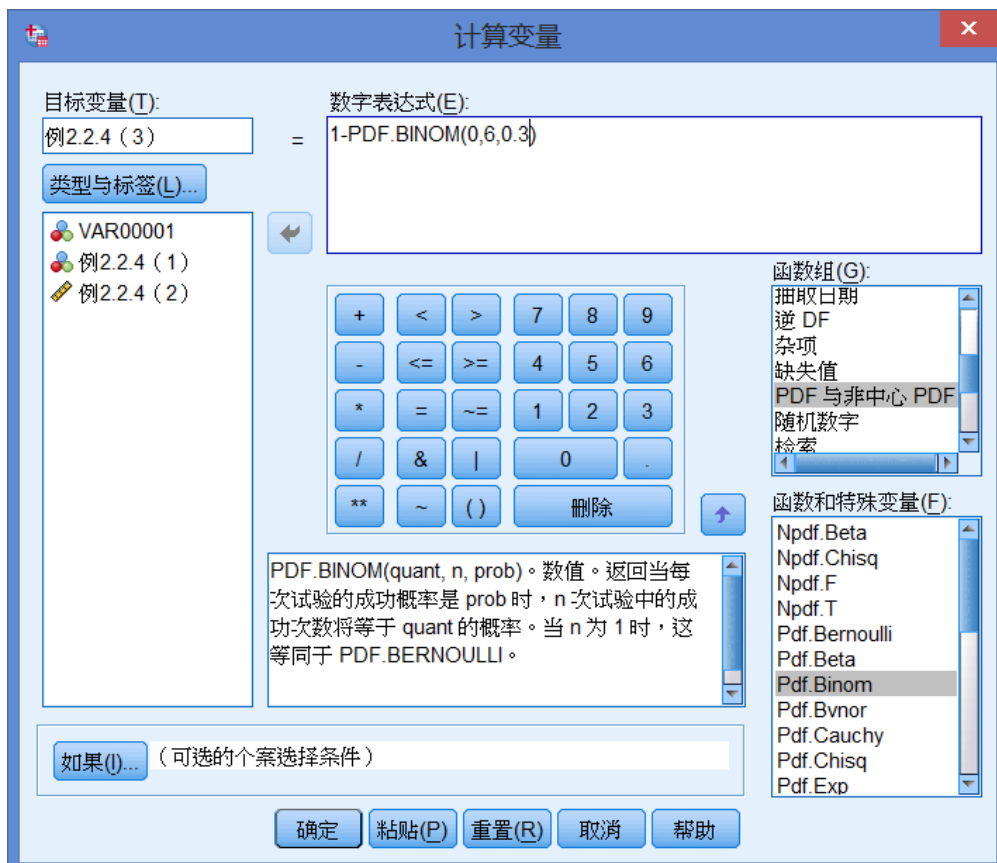 计算变量
目标变量(T):
例2.2.4（3）
=
数字表达式(E):
1-PDF.BINOM(0,6,0.3)
类型与标签(L)...
VAR00001
例2.2.4（1）
例2.2.4（2）
+ < > 7 8 9
- <= >= 4 5 6
* = ~= 1 2 3
/ & | 0 .
** ~ ( ) 删除
函数组(G):
抽取日期
逆 DF
杂项
缺失值
PDF 与非中心 PDF
随机数字
检索
函数和特殊变量(F):
Npdf.Beta
Npdf.Chisq
Npdf.F
Npdf.T
Pdf.Bernoulli
Pdf.Beta
Pdf.Binom
Pdf.Bvnor
Pdf.Cauchy
Pdf.Chisq
Pdf.Exp
PDF.BINOM(quant, n, prob)。数值。返回当每
次试验的成功概率是 prob 时，n 次试验中的成
功次数将等于 quant 的概率。当 n 为 1 时，这
等同于 PDF.BERNOULLI。
如果(I)...
（可选的个案选择条件）
确定 粘贴(P) 重置(R) 取消 帮助